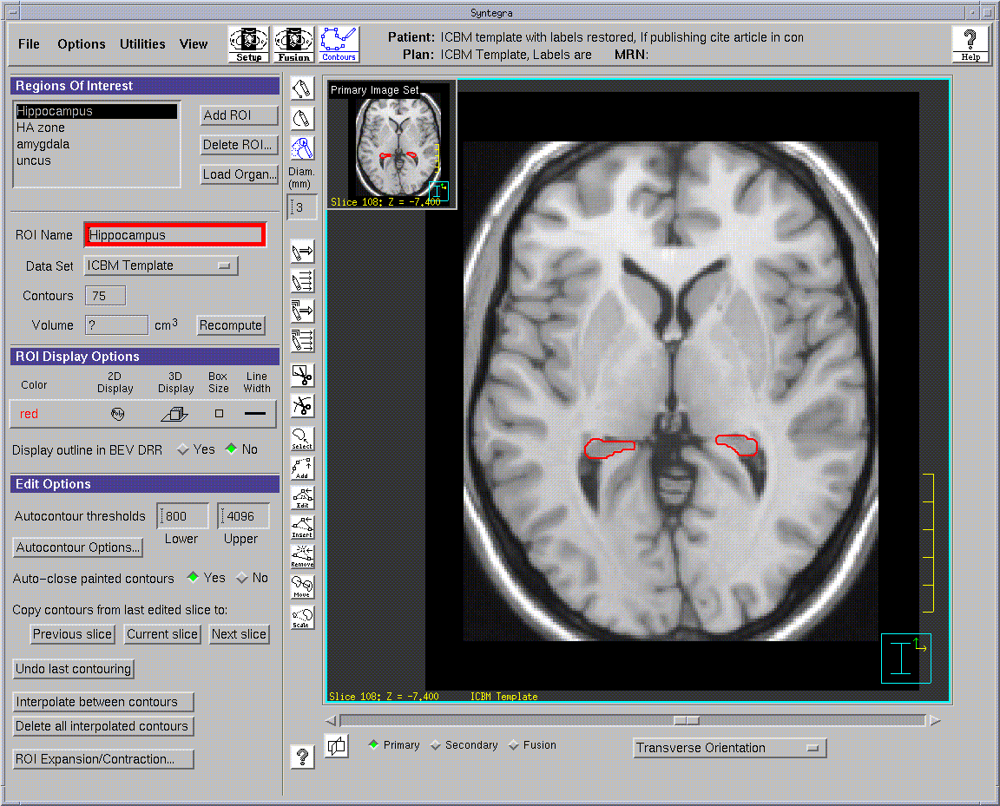 Syntegra
File Options Utilities View
Setup Fusion Contours
Patient: ICBM template with labels restored, If publishing cite article in con
Plan: ICBM Template, Labels are MRN:
Help
Regions Of Interest
Hippocampus
HA zone
amygdala
uncus
Add ROI
Delete ROI...
Load Organ...
ROI Name Hippocampus
Data Set ICBM Template
Contours 75
Volume ? cm3 Recompute
ROI Display Options
Color 2D Display 3D Display Box Size Line Width
red Poly
Display outline in BEV DRR Yes No
Edit Options
Autocontour thresholds 800 4096
Lower Upper
Autocontour Options...
Auto-close painted contours Yes No
Copy contours from last edited slice to:
Previous slice Current slice Next slice
Undo last contouring
Interpolate between contours
Delete all interpolated contours
ROI Expansion/Contraction...
Diam.
(mm)
3
Select
Add
Edit
Insert
Remove
Move
Scale
?
Primary Image Set
Slice 108: Z = -7.400
Slice 108: Z = -7.400 ICBM Template
Primary Secondary Fusion
Transverse Orientation